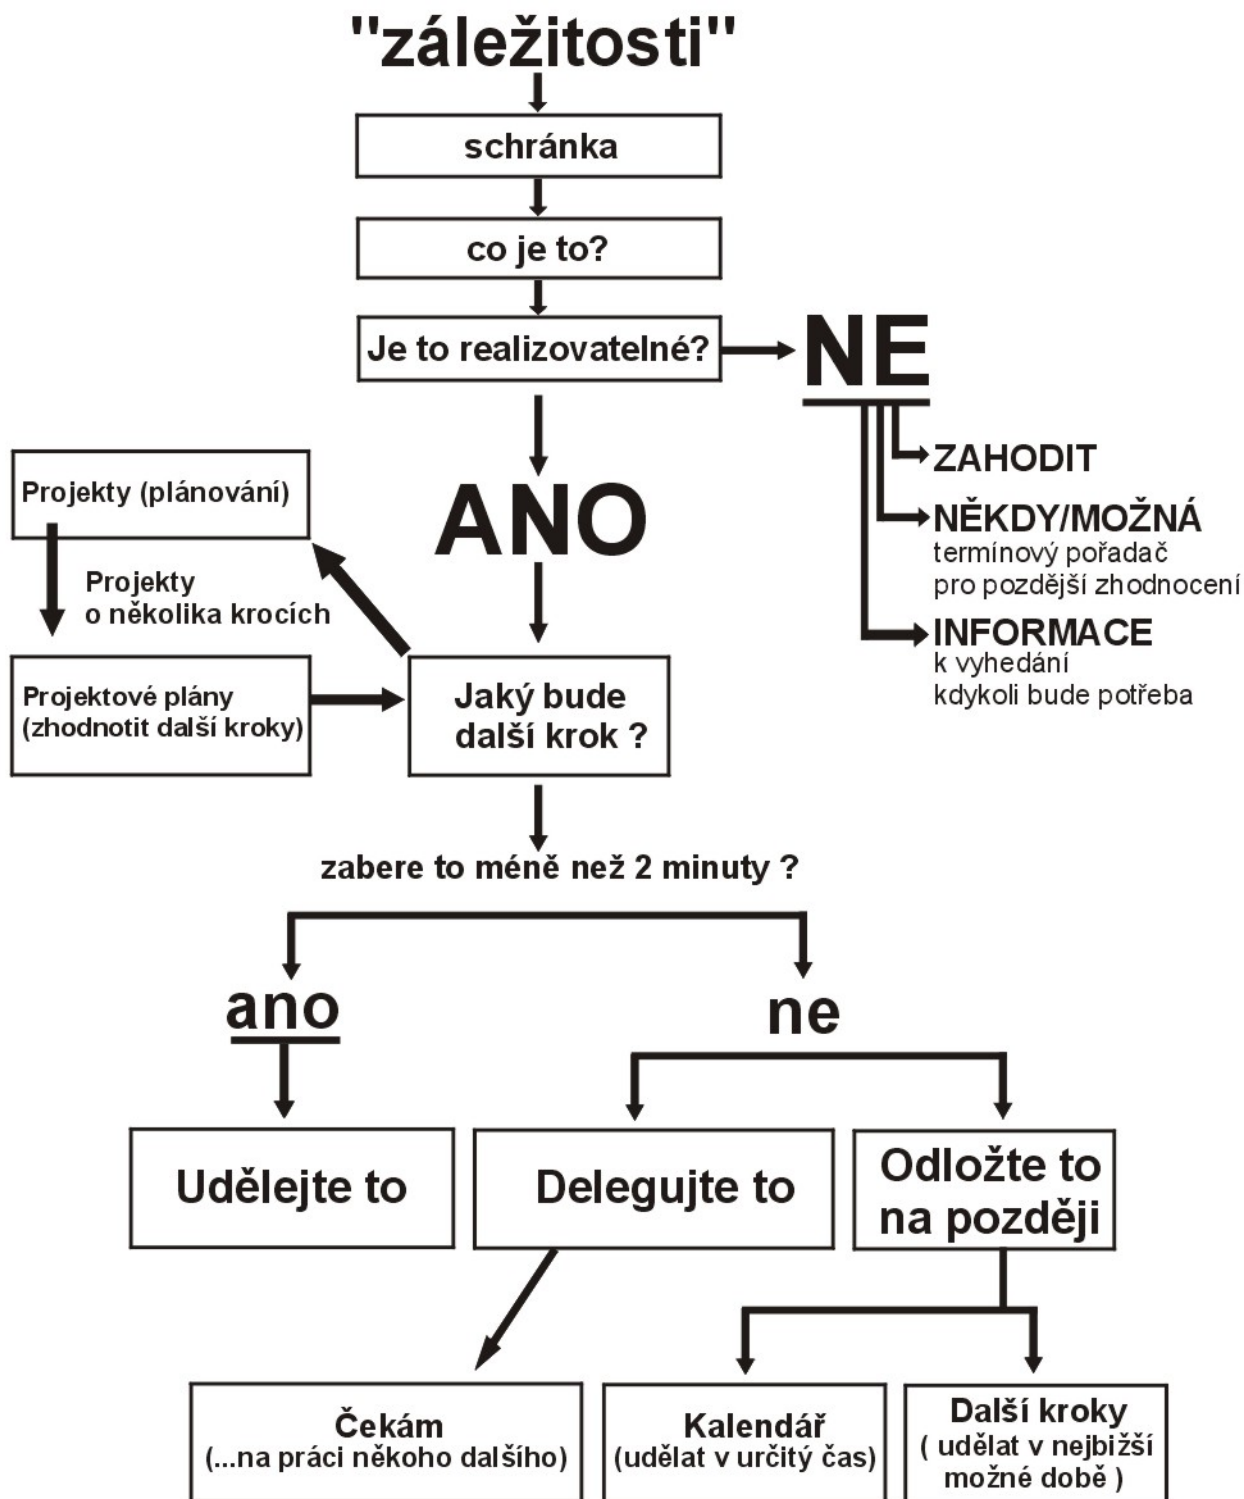 "záležitosti"
schránka
co je to?
Je to realizovatelné?
NE
ZAHODIT
NĚKDY/MOŽNÁ
termínový pořadač
pro pozdější zhodnocení
INFORMACE
k vyhedání
kdykoli bude potřeba
ANO
Projekty (plánování)
Projekty
o několika krocích
Projektové plány
(zhodnotit další kroky)
Jaký bude
další krok ?
zabere to méně než 2 minuty ?
ano
ne
Udělejte to
Delegujte to
Odložte to
na později
Čekám
(...na práci někoho dalšího)
Kalendář
(udělat v určitý čas)
Další kroky
( udělat v nejbižší
možné době )